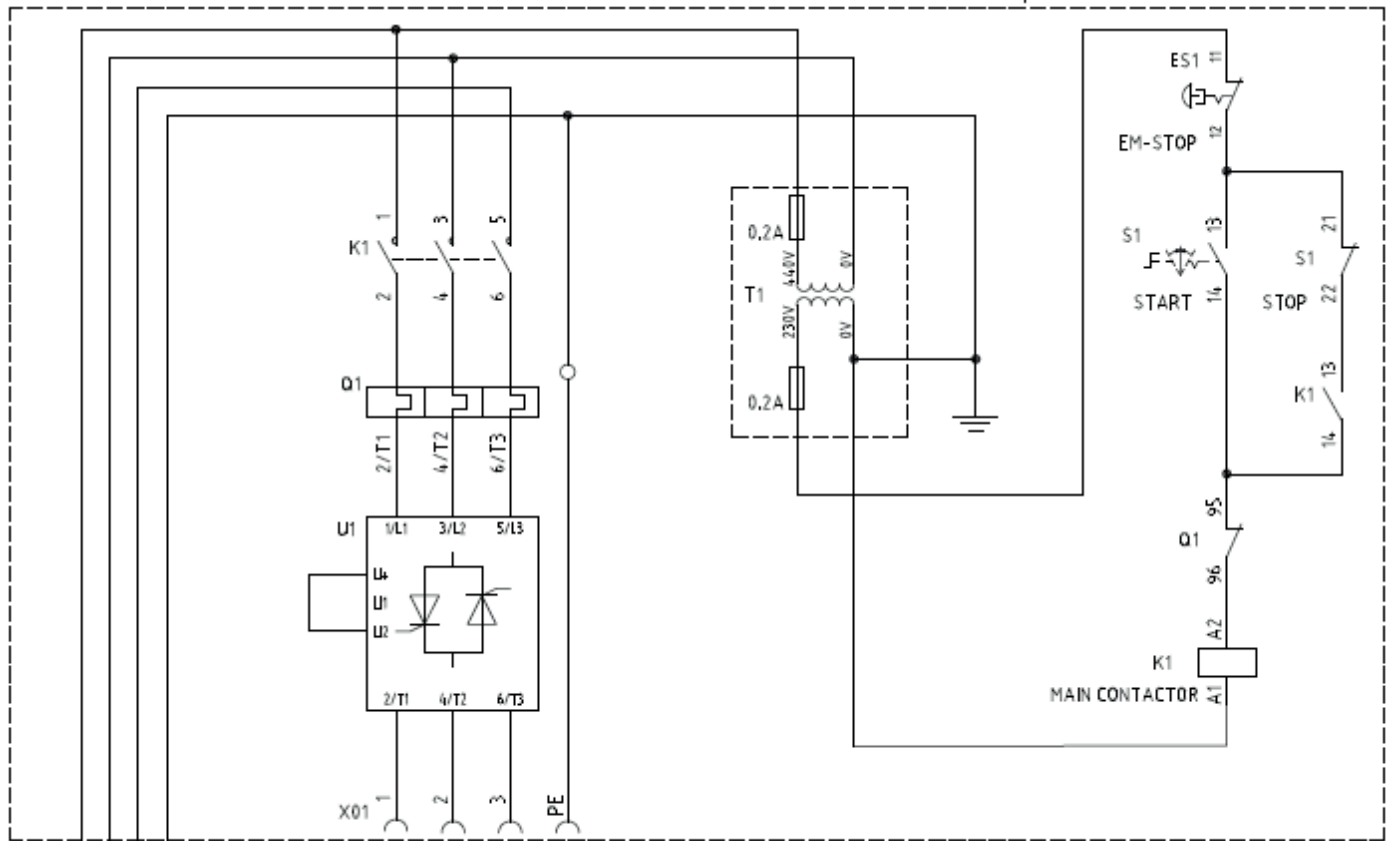 ES1 11
12
EM-STOP
1 3 5
K1
2 4 6
0,2A
440V 0V
T1
230V 0V
0,2A
S1 13
14
START
21
S1
22
STOP
13
K1
14
Q1
2/T1 4/T2 6/T3
U1 1/L1 3/L2 5/L3
U4
U1
U2
2/T1 4/T2 6/T3
95
Q1
96
A2
K1
MAIN CONTACTOR A1
X01 1 2 3 PE